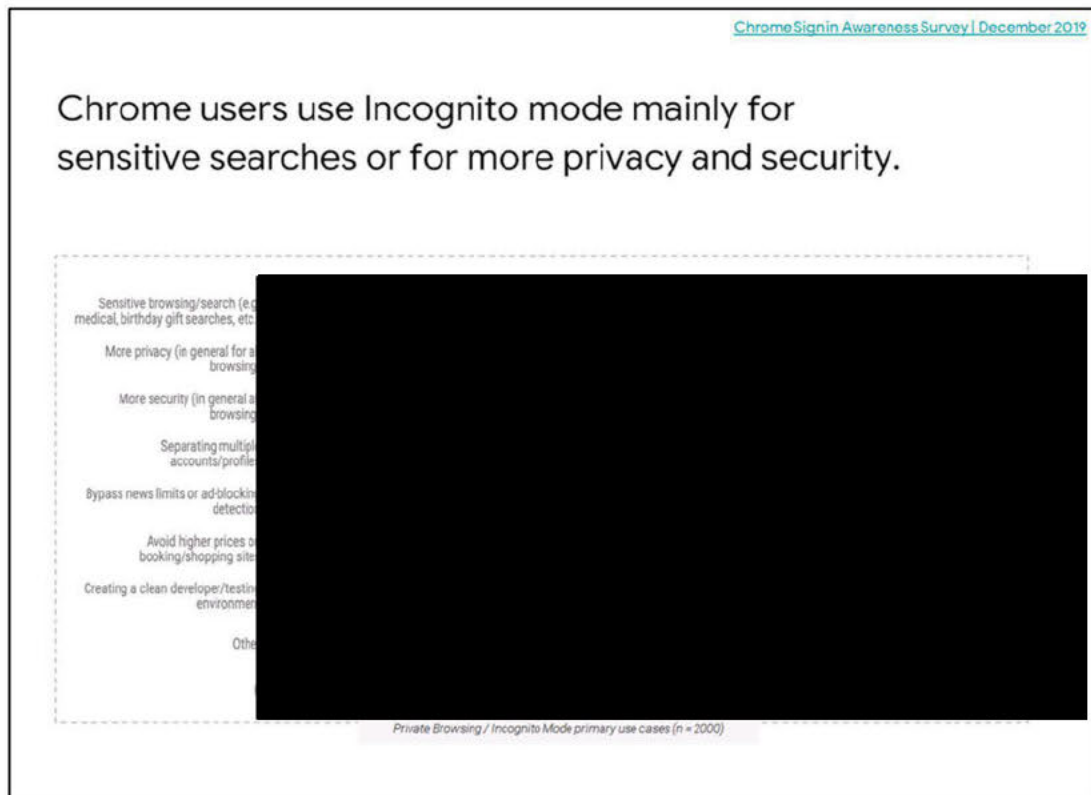 Chrome Signin Awareness Survey | December 2019
Chrome users use Incognito mode mainly for
sensitive searches or for more privacy and security.
Sensitive browsing/search (e.g
medical, birthday gift searches, etc.
More privacy (in general for a
browsing
More security (in general a
browsing
Separating multipl
accounts/profile
Bypass news limits or ad-blockin
detectio
Avoid higher prices o
booking/shopping site
Creating a clean developer/testin
environmen
Othe
Private Browsing / Incognito Mode primary use cases (n = 2000)